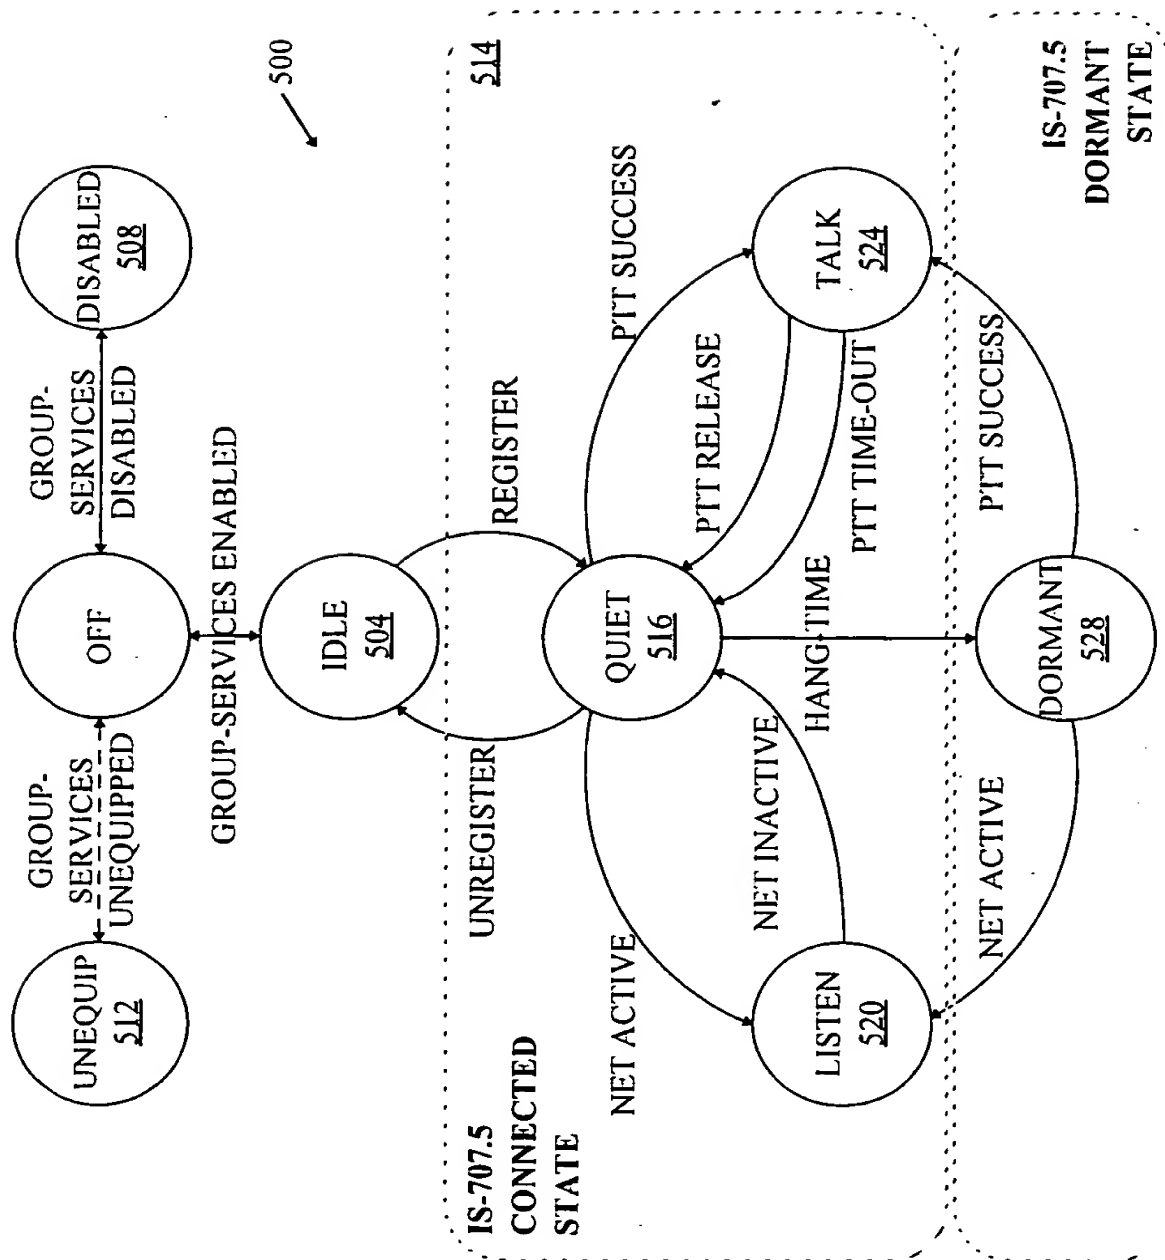 GROUP-
SERVICES
UNEQUIPPED
GROUP-
SERVICES
DISABLED
UNEQUIP
512
OFF
DISABLED
508
GROUP-SERVICES ENABLED
500
IDLE
504
UNREGISTER
REGISTER
514
IS-707.5
CONNECTED
STATE
NET ACTIVE
QUIET
516
PTT SUCCESS
NET INACTIVE
HANG-TIME
PTT RELEASE
PTT TIME-OUT
LISTEN
520
TALK
524
NET ACTIVE
PTT SUCCESS
DORMANT
528
IS-707.5
DORMANT
STATE